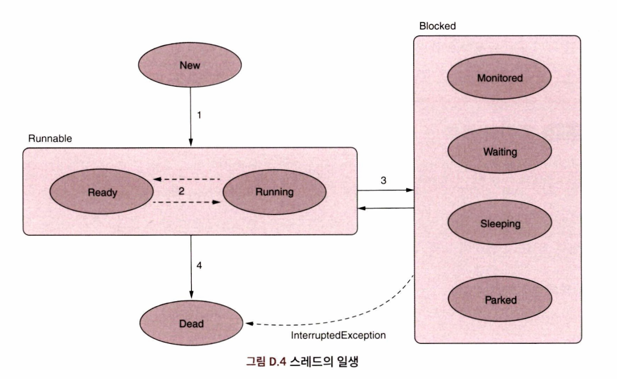 Blocked
New
Monitored
1
Runnable
Waiting
3
Ready
2
Running
Sleeping
4
Parked
Dead
InterruptedException
그림 D.4 스레드의 일생